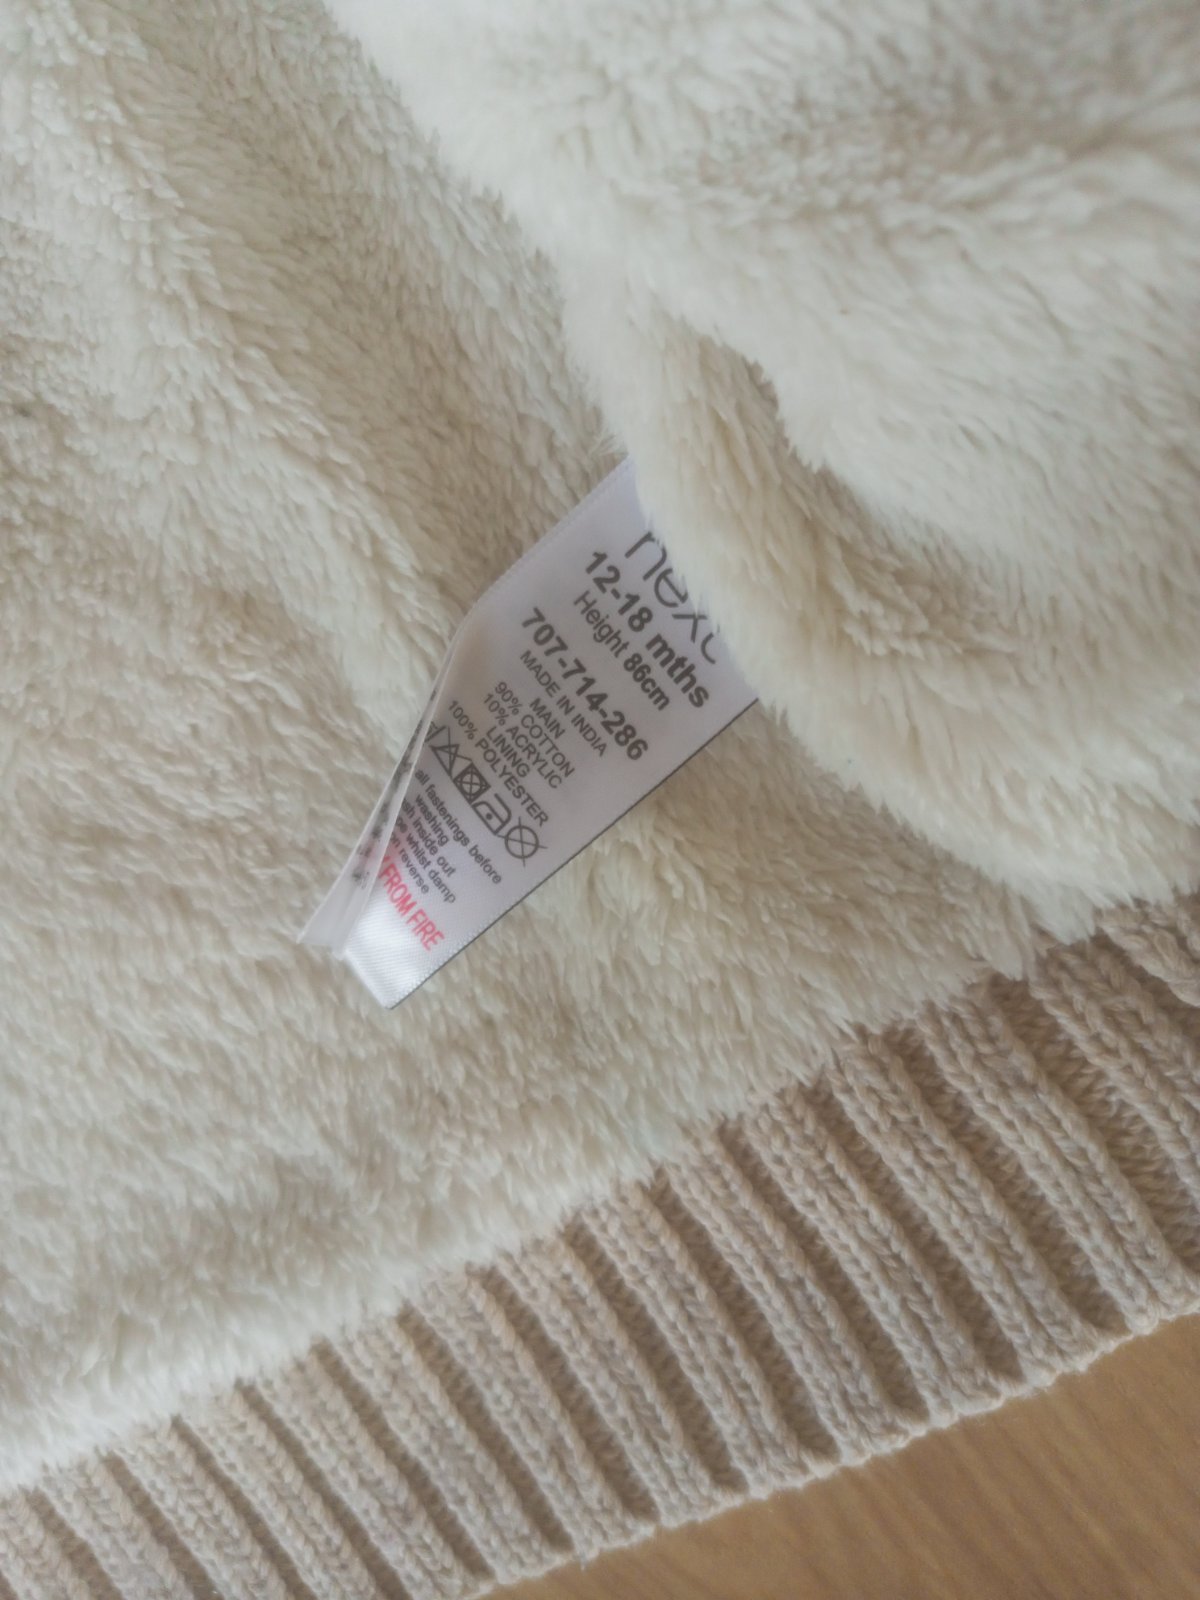 next
12-18 mths
Height 86cm
707-714-286
MADE IN INDIA
MAIN
90% COTTON
10% ACRYLIC
LINING
100% POLYESTER
all fastenings before
washing
inside out
whilst damp
reverse
FROM FIRE